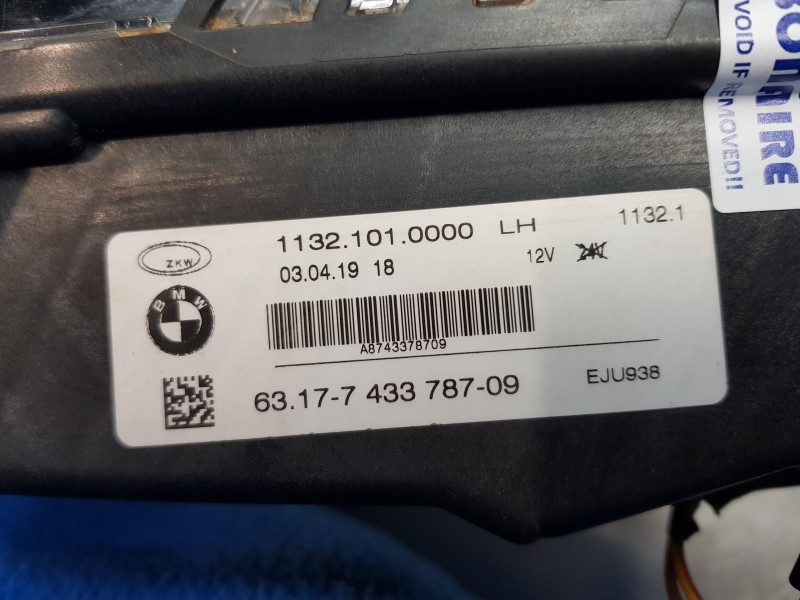 1132.101.0000 LH 1132.1
ZKW
03.04.19 18 12V 24V
BMW
A8743378709
63.17-7 433 787-09 EJU938
VOID IF REMOVED!!